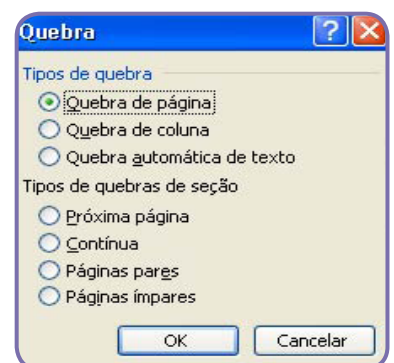 Quebra
Tipos de quebra
Quebra de página
Quebra de coluna
Quebra automática de texto
Tipos de quebras de seção
Próxima página
Contínua
Páginas pares
Páginas ímpares
OK Cancelar